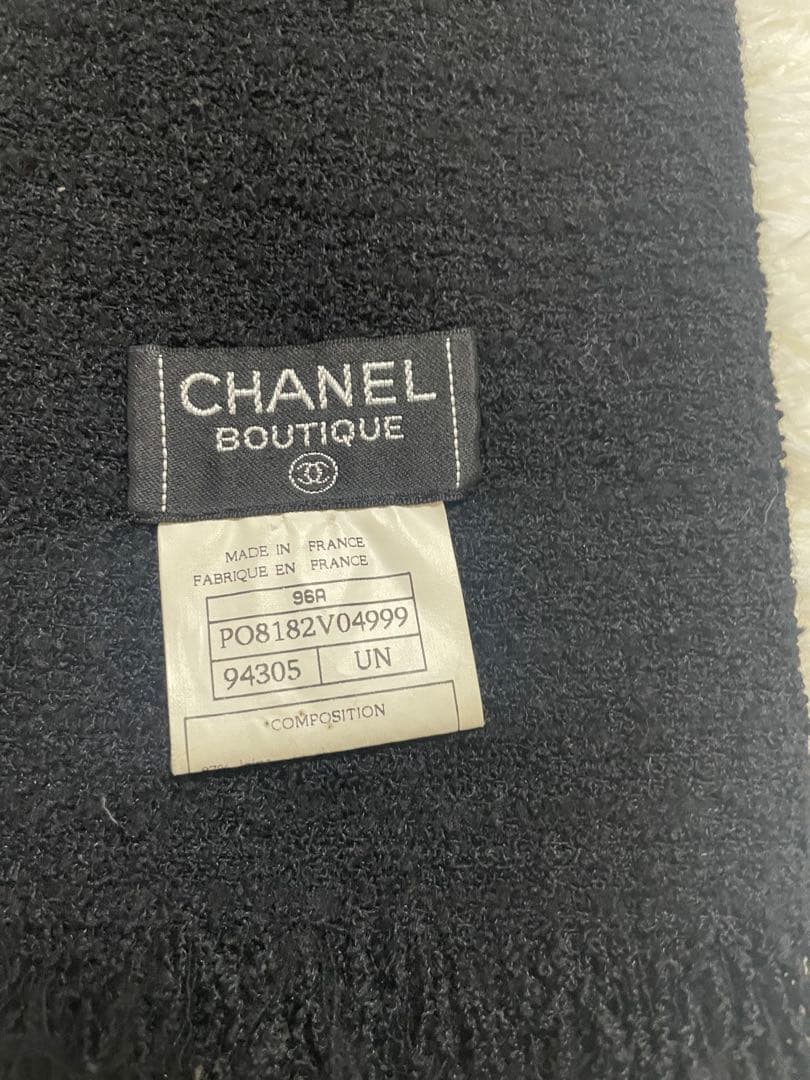 CHANEL
BOUTIQUE
MADE IN FRANCE
FABRIQUE EN FRANCE
96A
PO8182V04999
94305 UN
COMPOSITION